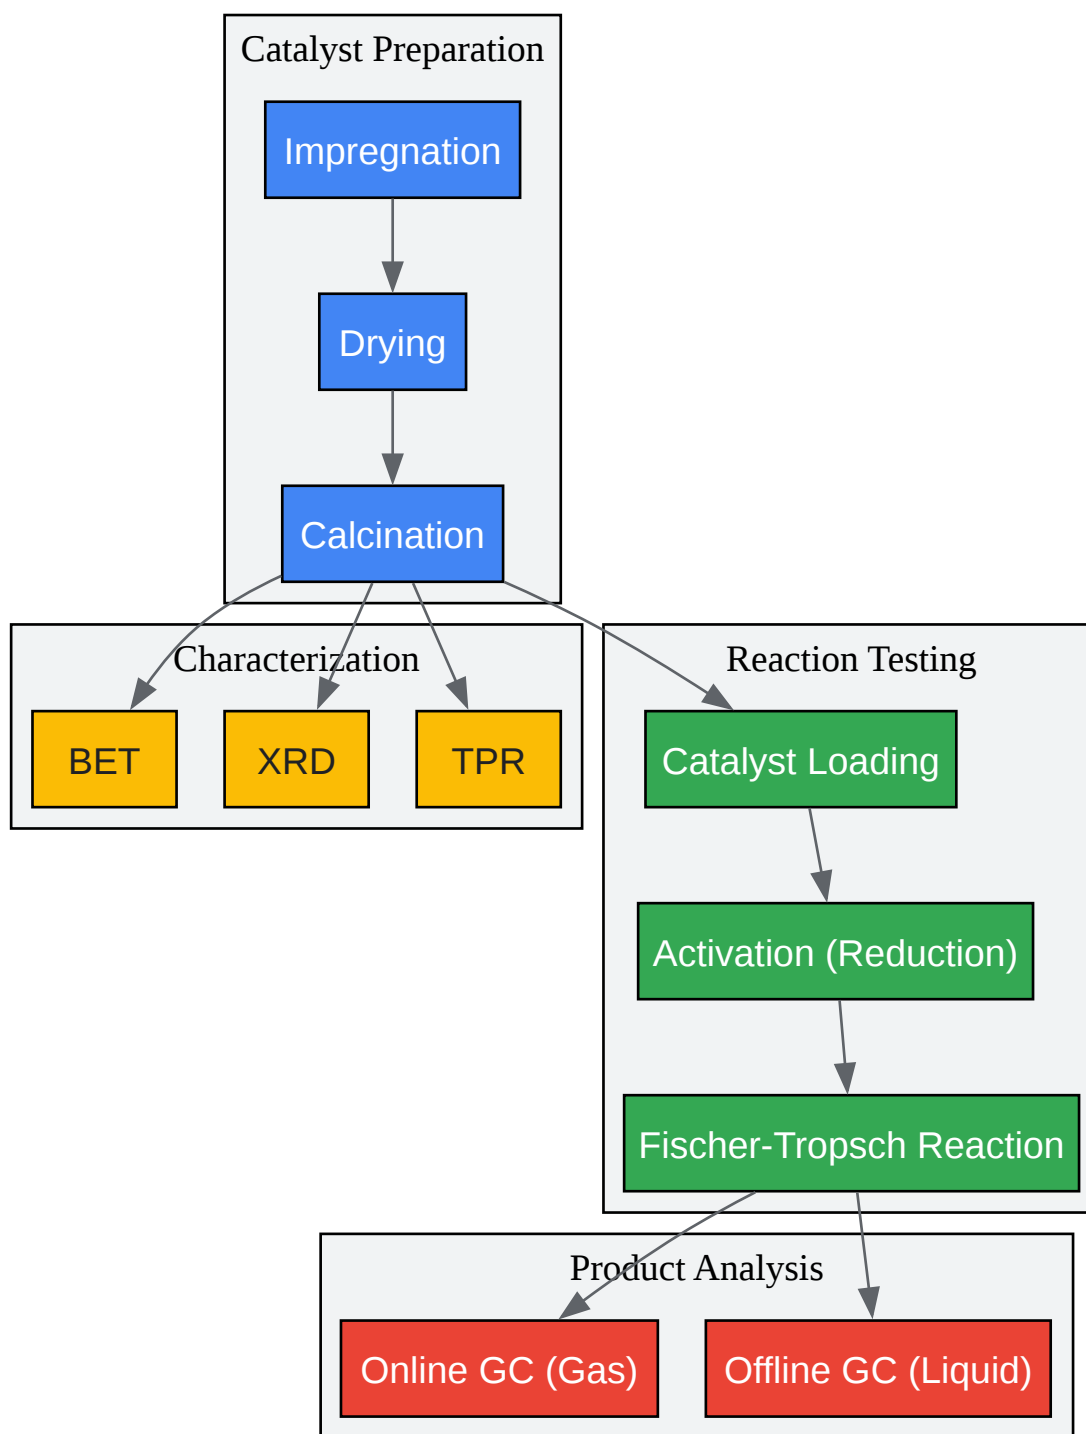 Catalyst Preparation
Impregnation
Drying
Calcination
Characterization
BET
XRD
TPR
Reaction Testing
Catalyst Loading
Activation (Reduction)
Fischer-Tropsch Reaction
Product Analysis
Online GC (Gas)
Offline GC (Liquid)